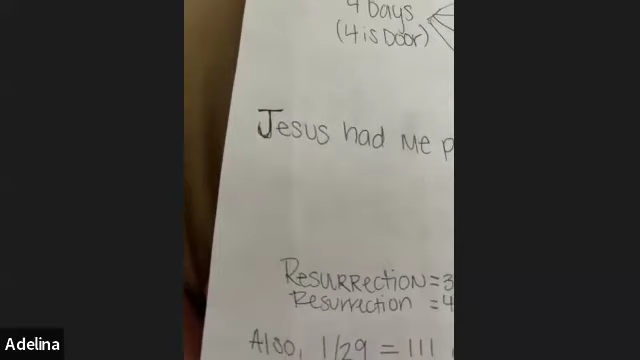 4 Days
(4 is Door)
Jesus had me
Resurrection = 3
Resurrection = 4
Also, 1/29 = 111
Adelina